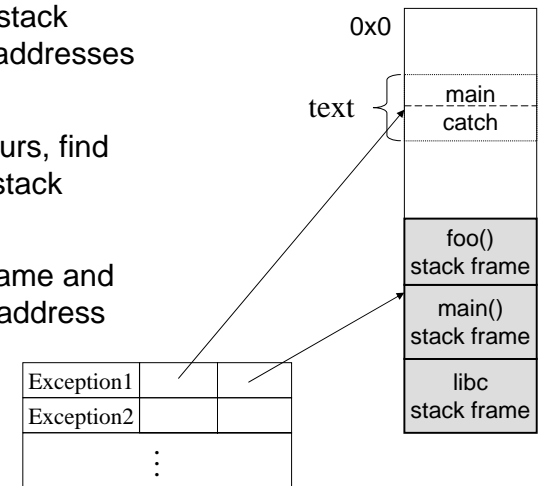 stack
addresses
urs, find
stack
ame and
address
0x0
text
main
catch
foo()
stack frame
main()
stack frame
libc
stack frame
Exception1
Exception2
⋮